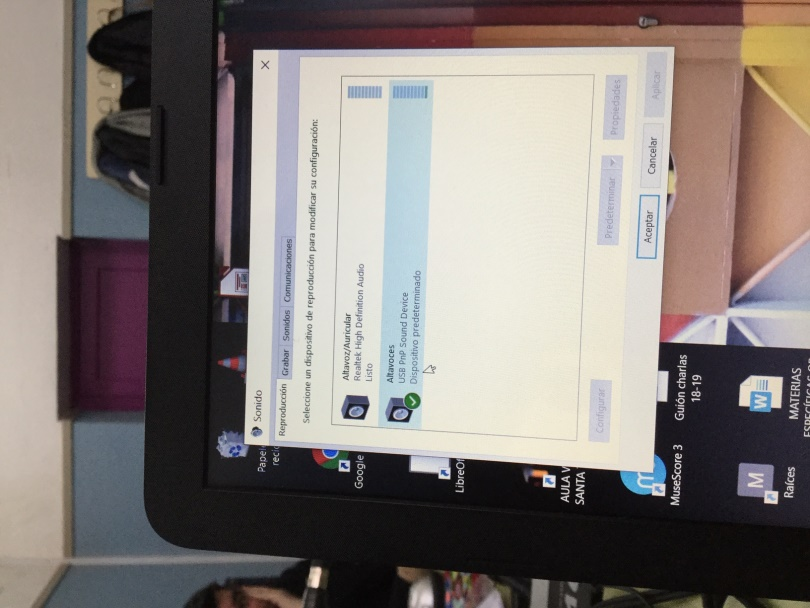 Sonido
Reproducción
Grabar
Sonidos
Comunicaciones
Seleccione un dispositivo de reproducción para modificar su configuración:
Altavoz/Auricular
Realtek High Definition Audio
Listo
Altavoces
USB PnP Sound Device
Dispositivo predeterminado
Configurar
Predeterminar
Propiedades
Aceptar
Cancelar
Aplicar
Google
MuseScore 3
Guión charlas
18-19
Raíces
MATERIAS
SANTA